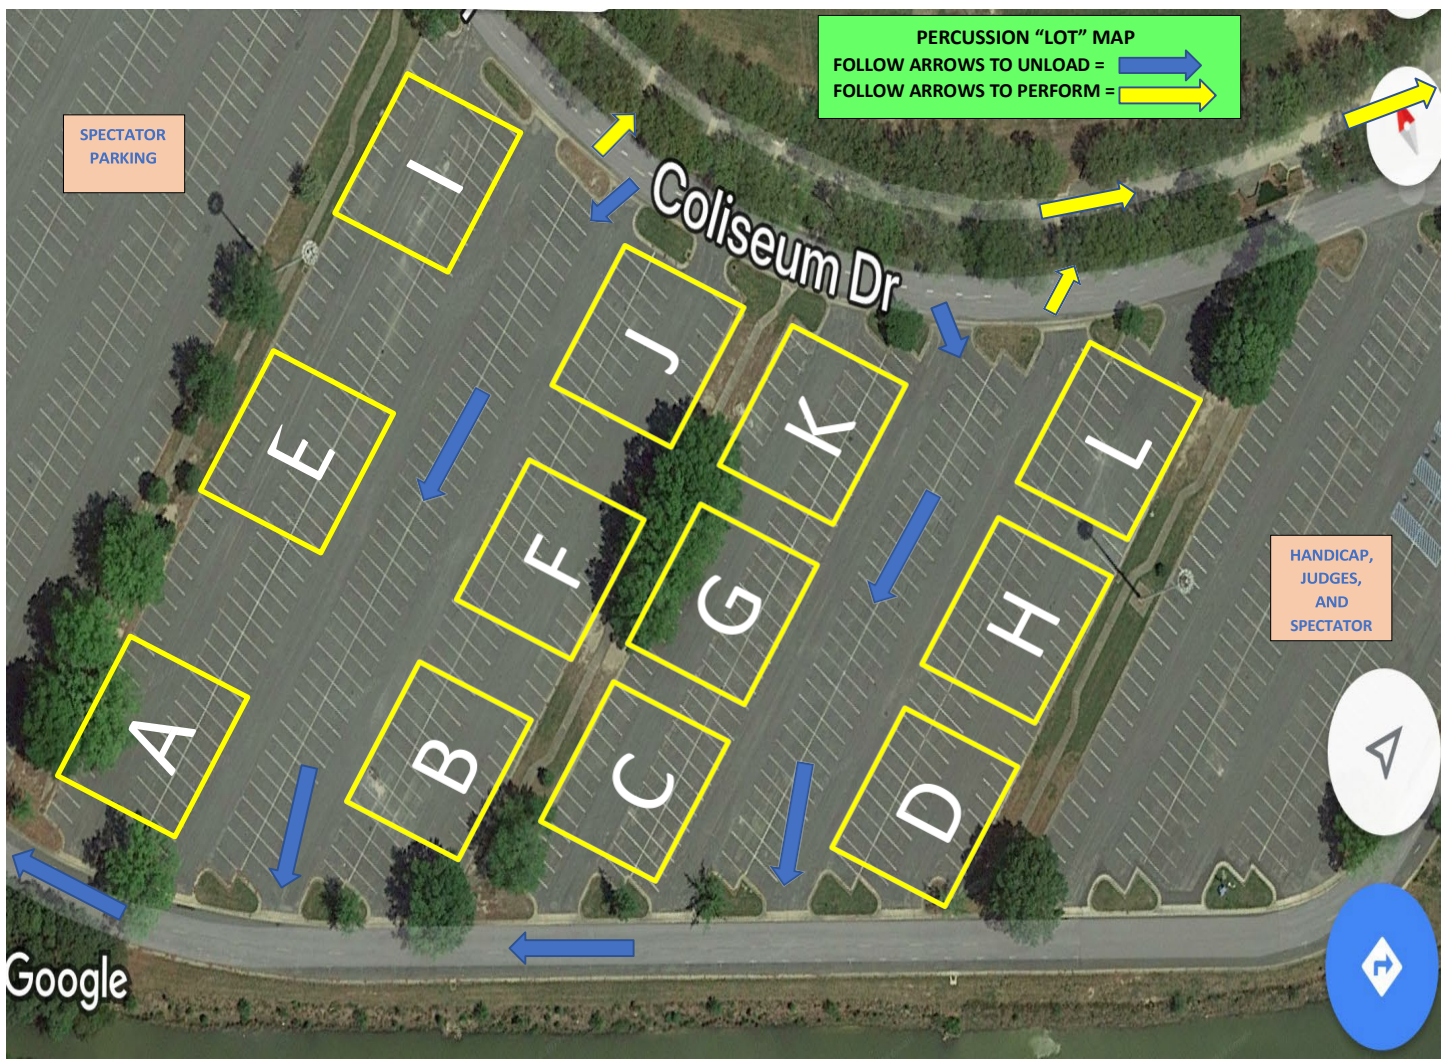 PERCUSSION “LOT” MAP
FOLLOW ARROWS TO UNLOAD =
FOLLOW ARROWS TO PERFORM =
SPECTATOR
PARKING
I
Coliseum Dr
J
K
E
L
F
G
H
HANDICAP,
JUDGES,
AND
SPECTATOR
A
B
C
D
Google